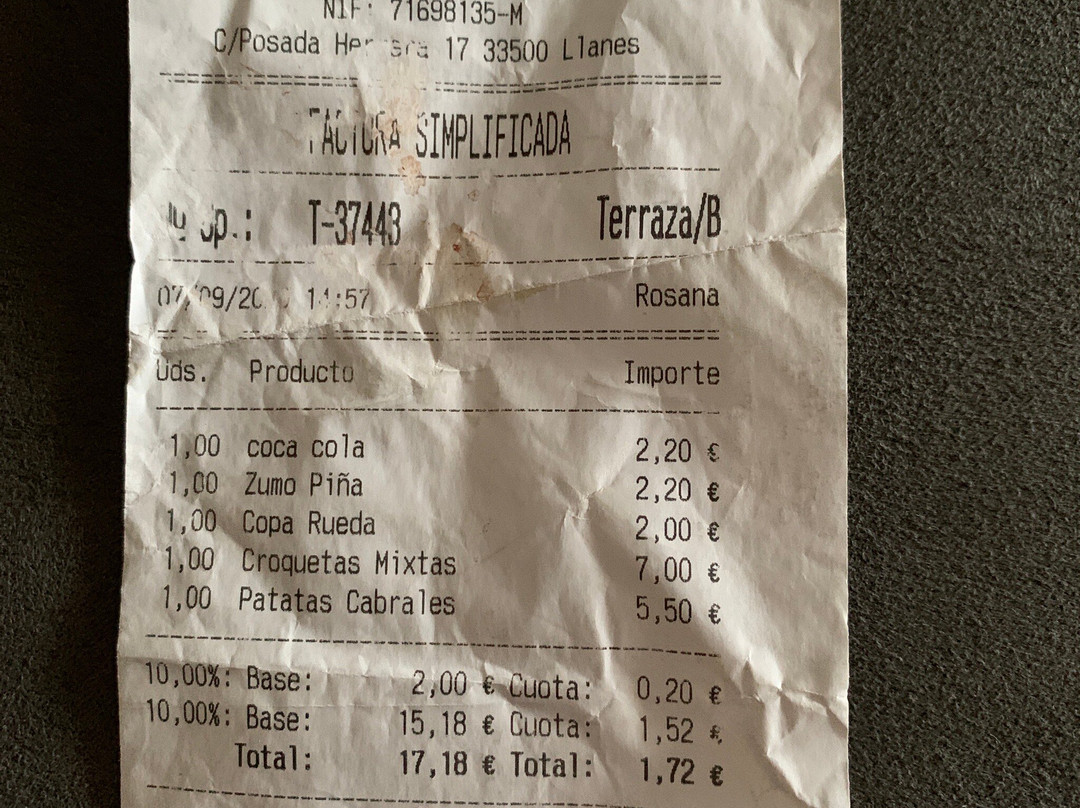 NIF: 71698135-M
C/Posada 17 33500 Llanes
FACTURA SIMPLIFICADA
T-37443 Terraza/B
14:57 Rosana
Uds. Producto Importe
1,00 coca cola 2,20 €
1,00 Zumo Piña 2,20 €
1,00 Copa Rueda 2,00 €
1,00 Croquetas Mixtas 7,00 €
1,00 Patatas Cabrales 5,50 €
10,00%: Base: 2,00 € Cuota: 0,20 €
10,00%: Base: 15,18 € Cuota: 1,52 €
Total: 17,18 € Total: 1,72 €